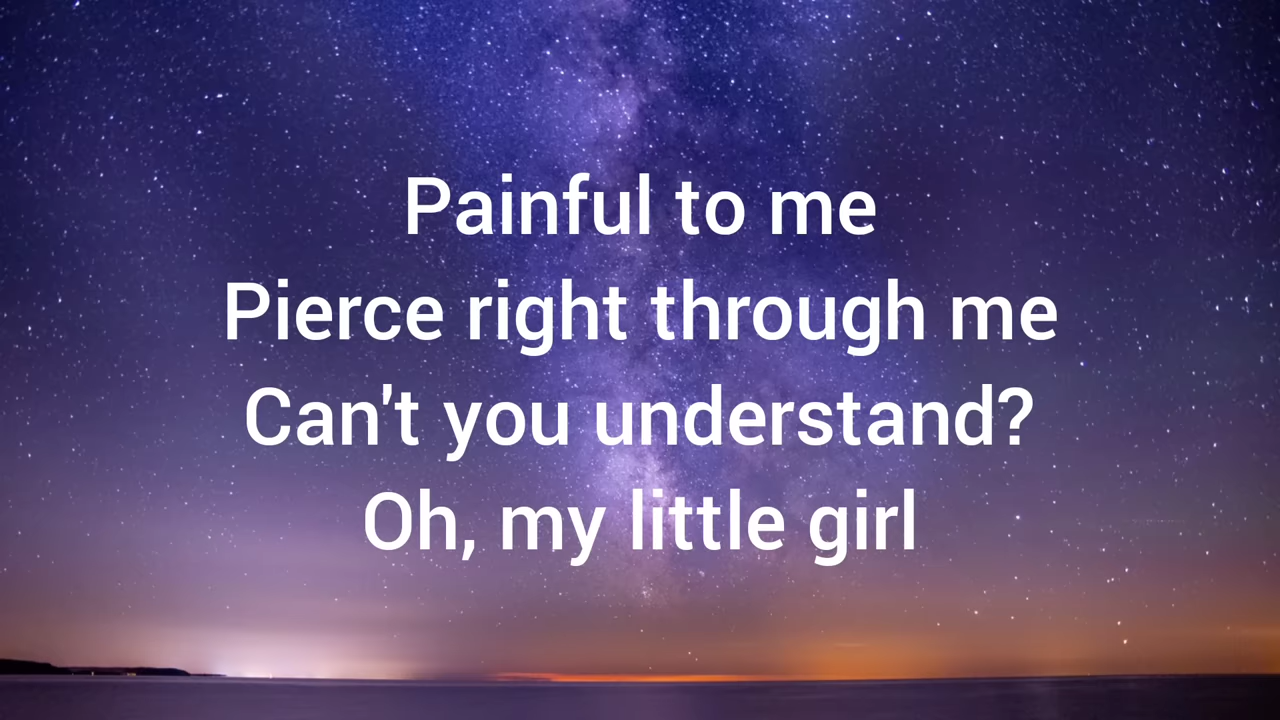 Painful to me
Pierce right through me
Can't you understand?
Oh, my little girl